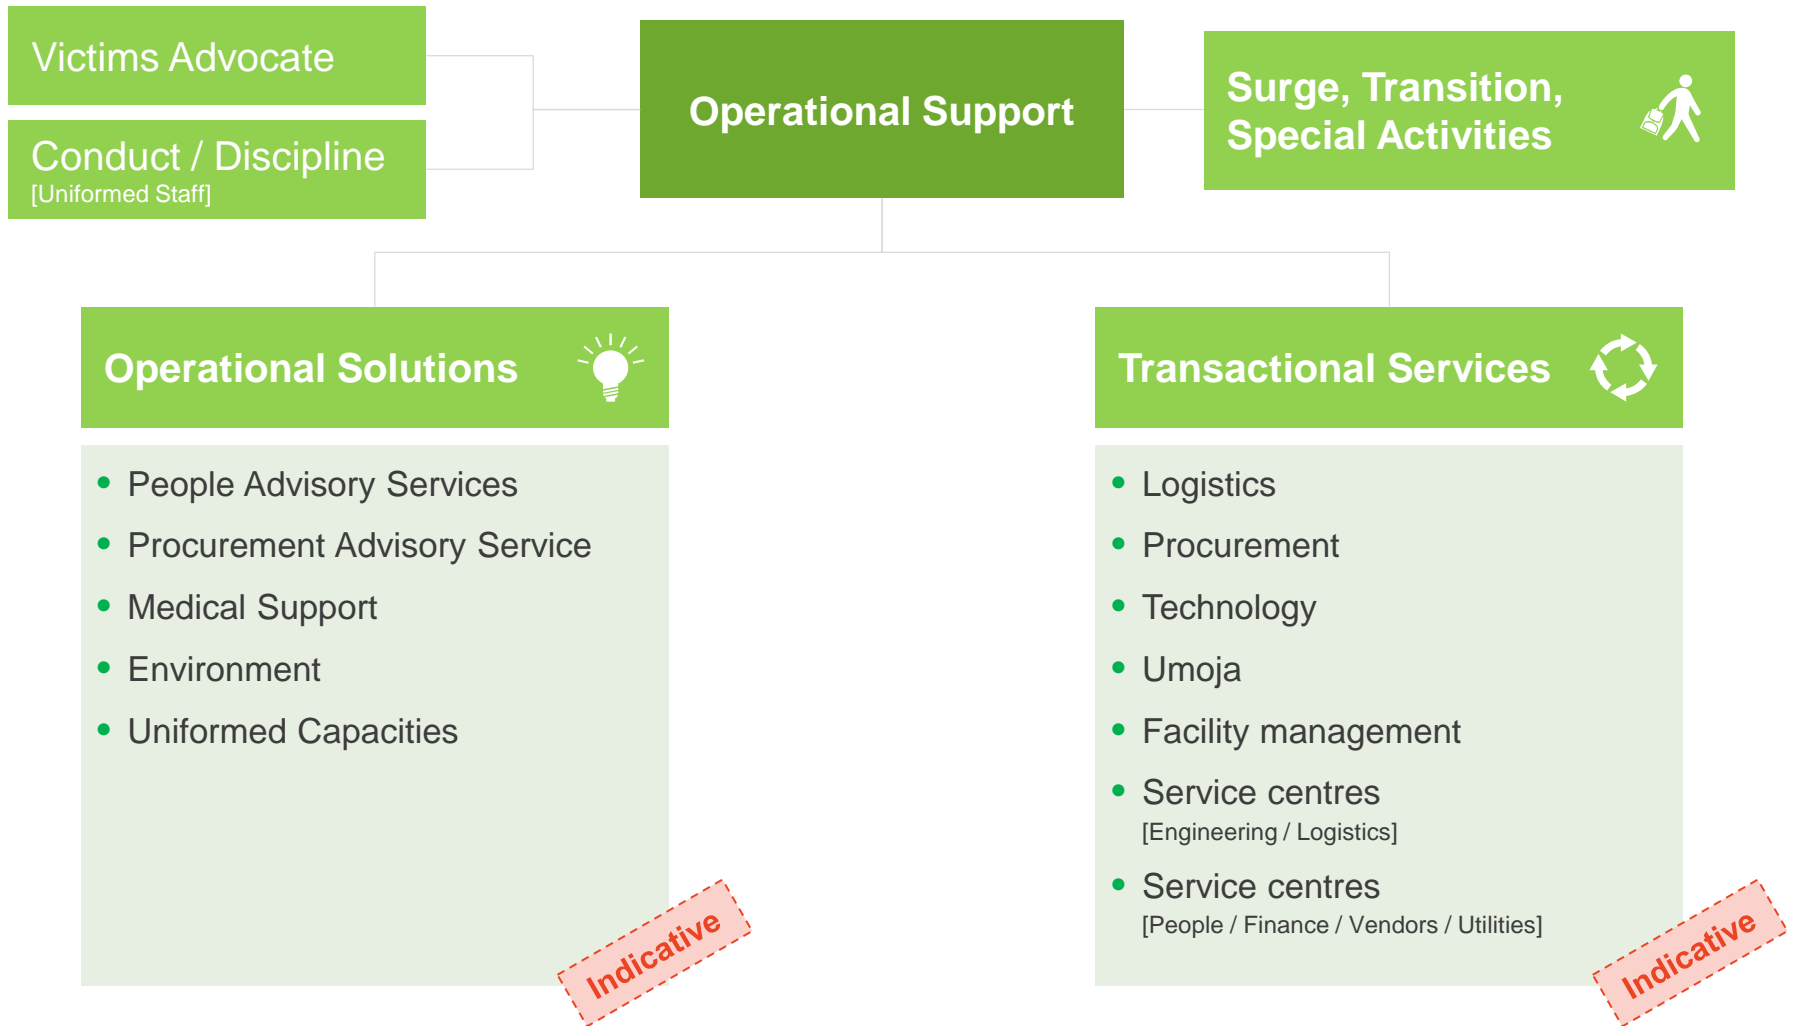 Victims Advocate
Conduct / Discipline
[Uniformed Staff]
Operational Support
Surge, Transition,
Special Activities
Operational Solutions
• People Advisory Services
• Procurement Advisory Service
• Medical Support
• Environment
• Uniformed Capacities
Indicative
Transactional Services
• Logistics
• Procurement
• Technology
• Umoja
• Facility management
• Service centres
[Engineering / Logistics]
• Service centres
[People / Finance / Vendors / Utilities]
Indicative